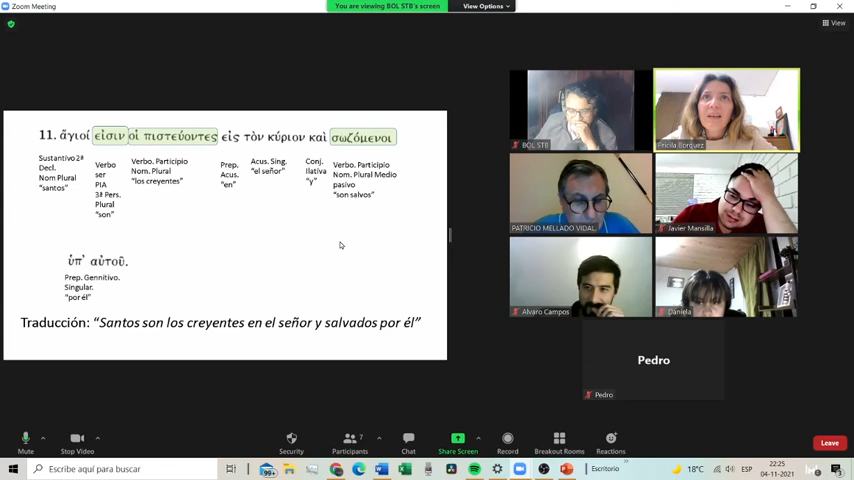 Zoom Meeting
You are viewing BOL STB's screen
View Options
View
11. ἅγιοί εἰσιν οἱ πιστεύοντες εἰς τὸν κύριον καὶ σωζόμενοι
Sustantivo 2ª
Decl.
Nom Plural
"santos"
Verbo
ser
PIA
3ª Pers.
Plural
"son"
Verbo. Participio
Nom. Plural
"los creyentes"
Prep.
Acus.
"en"
Acus. Sing.
"el señor"
Conj.
Ilativa
"y"
Verbo. Participio
Nom. Plural Medio
pasivo
"son salvos"
ὑπ' αὐτοῦ.
Prep. Gennitivo.
Singular.
"por él"
Traducción: "Santos son los creyentes en el señor y salvados por él"
BOL STB
Pricila Borquez
PATRICIO MELLADO VIDAL
Javier Mansilla
Alvaro Campos
Daniela
Pedro
Pedro
Mute
Stop Video
Security
Participants
7
Chat
Share Screen
Record
Breakout Rooms
Reactions
Leave
Escribe aquí para buscar
99+
Escritorio
18°C
ESP
22:25
04-11-2021